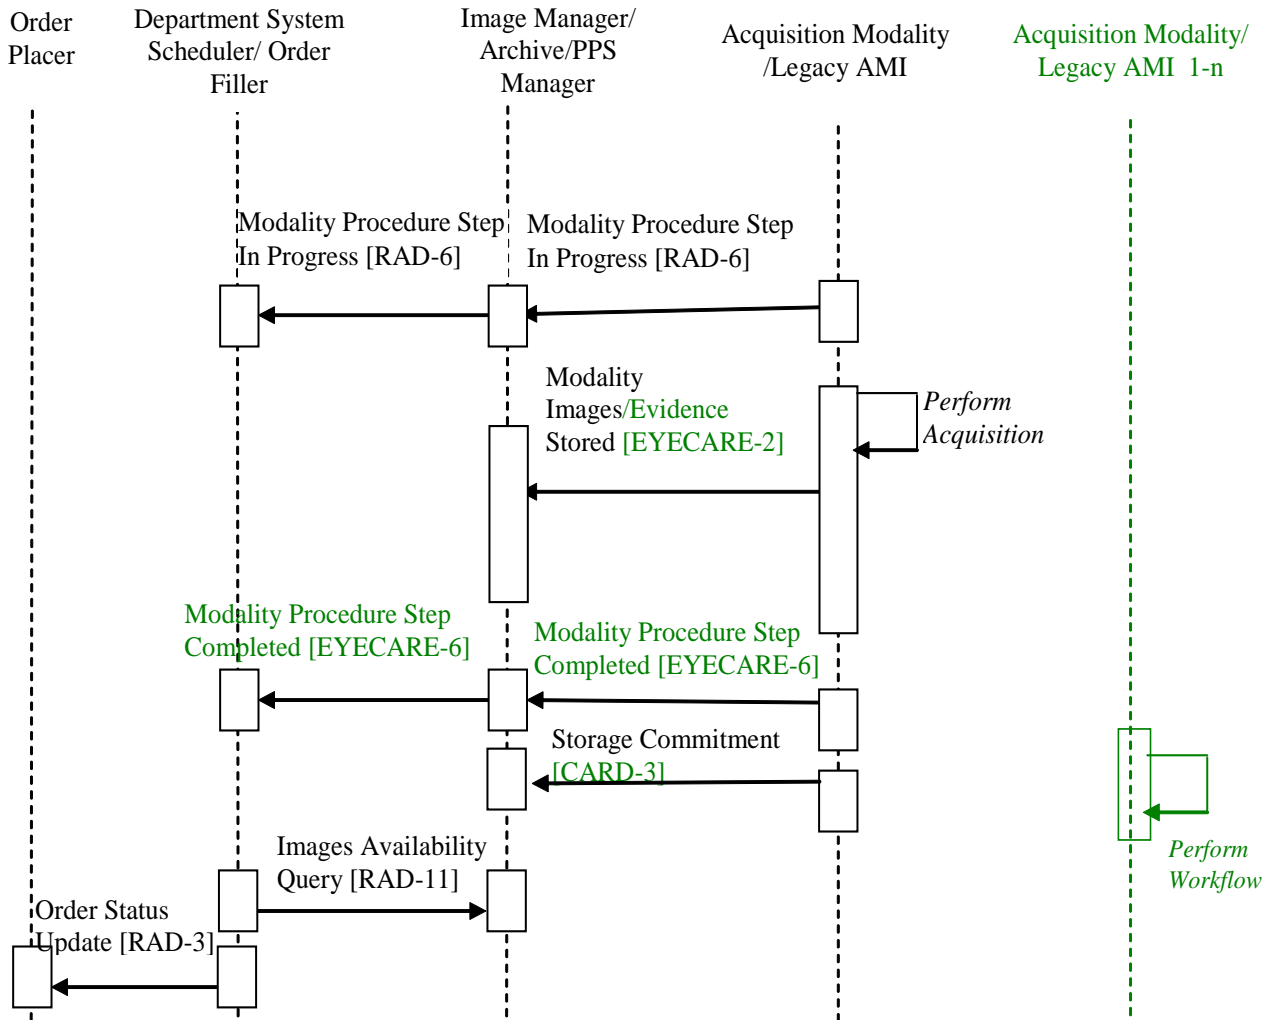 Order
Placer
Department System
Scheduler/ Order
Filler
Image Manager/
Archive/PPS
Manager
Acquisition Modality
/Legacy AMI
Acquisition Modality/
Legacy AMI 1-n
Modality Procedure Step
In Progress [RAD-6]
Modality Procedure Step
In Progress [RAD-6]
Modality
Images/Evidence
Stored [EYECARE-2]
Perform
Acquisition
Modality Procedure Step
Completed [EYECARE-6]
Modality Procedure Step
Completed [EYECARE-6]
Storage Commitment
[CARD-3]
Perform
Workflow
Images Availability
Query [RAD-11]
Order Status
Update [RAD-3]